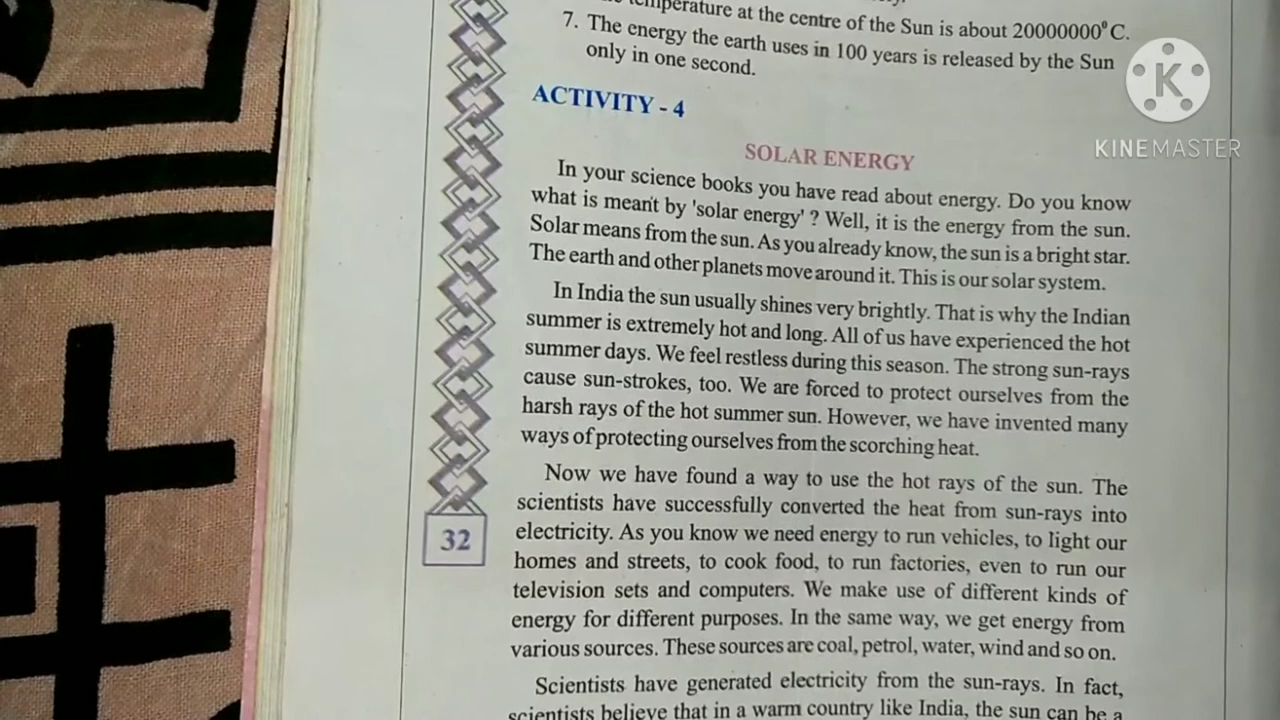 temperature at the centre of the Sun is about 20000000⁰C.
7. The energy the earth uses in 100 years is released by the Sun
only in one second.
K
KINEMASTER
ACTIVITY - 4
SOLAR ENERGY
In your science books you have read about energy. Do you know
what is meant by 'solar energy' ? Well, it is the energy from the sun.
Solar means from the sun. As you already know, the sun is a bright star.
The earth and other planets move around it. This is our solar system.
In India the sun usually shines very brightly. That is why the Indian
summer is extremely hot and long. All of us have experienced the hot
summer days. We feel restless during this season. The strong sun-rays
cause sun-strokes, too. We are forced to protect ourselves from the
harsh rays of the hot summer sun. However, we have invented many
ways of protecting ourselves from the scorching heat.
Now we have found a way to use the hot rays of the sun. The
scientists have successfully converted the heat from sun-rays into
electricity. As you know we need energy to run vehicles, to light our
32
homes and streets, to cook food, to run factories, even to run our
television sets and computers. We make use of different kinds of
energy for different purposes. In the same way, we get energy from
various sources. These sources are coal, petrol, water, wind and so on.
Scientists have generated electricity from the sun-rays. In fact,
scientists believe that in a warm country like India, the sun can be a